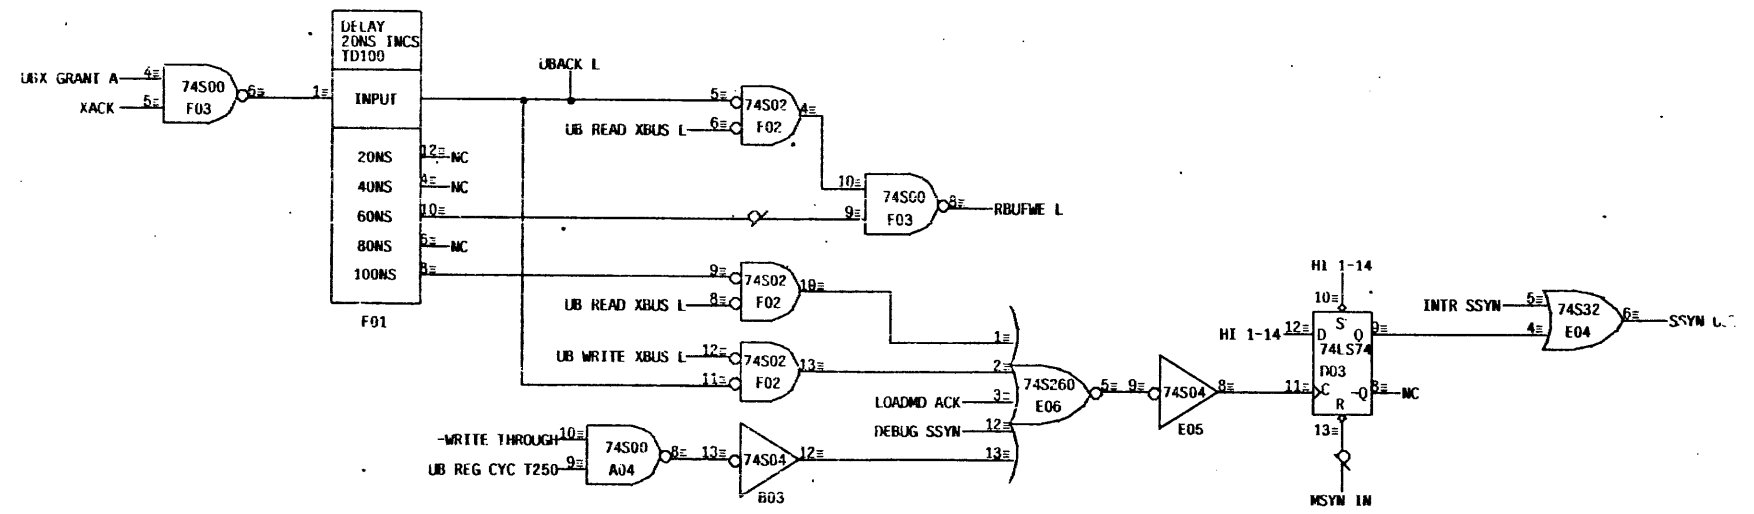 DELAY
20NS INCS
TD100
UBX GRANT A
4
XACK
5
74S00
F03
6
1
INPUT
UBACK L
20NS
12
NC
40NS
4
NC
60NS
10
80NS
6
NC
100NS
8
F01
5
UB READ XBUS L
6
74S02
F02
4
10
9
74S00
F03
8
RBUFWE L
9
UB READ XBUS L
8
74S02
F02
10
UB WRITE XBUS L
12
11
74S02
F02
13
-WRITE THROUGH
10
UB REG CYC T250
9
74S00
A04
8
13
74S04
12
B03
1
2
LOADMD ACK
3
DEBUG SSYN
12
13
74S260
E06
5
9
74S04
8
E05
HI 1-14
10
HI 1-14
12
11
S
D Q
74LS74
D03
C -Q
R
9
8
NC
13
MSYN IN
INTR SSYN
5
4
74S32
E04
6
SSYN